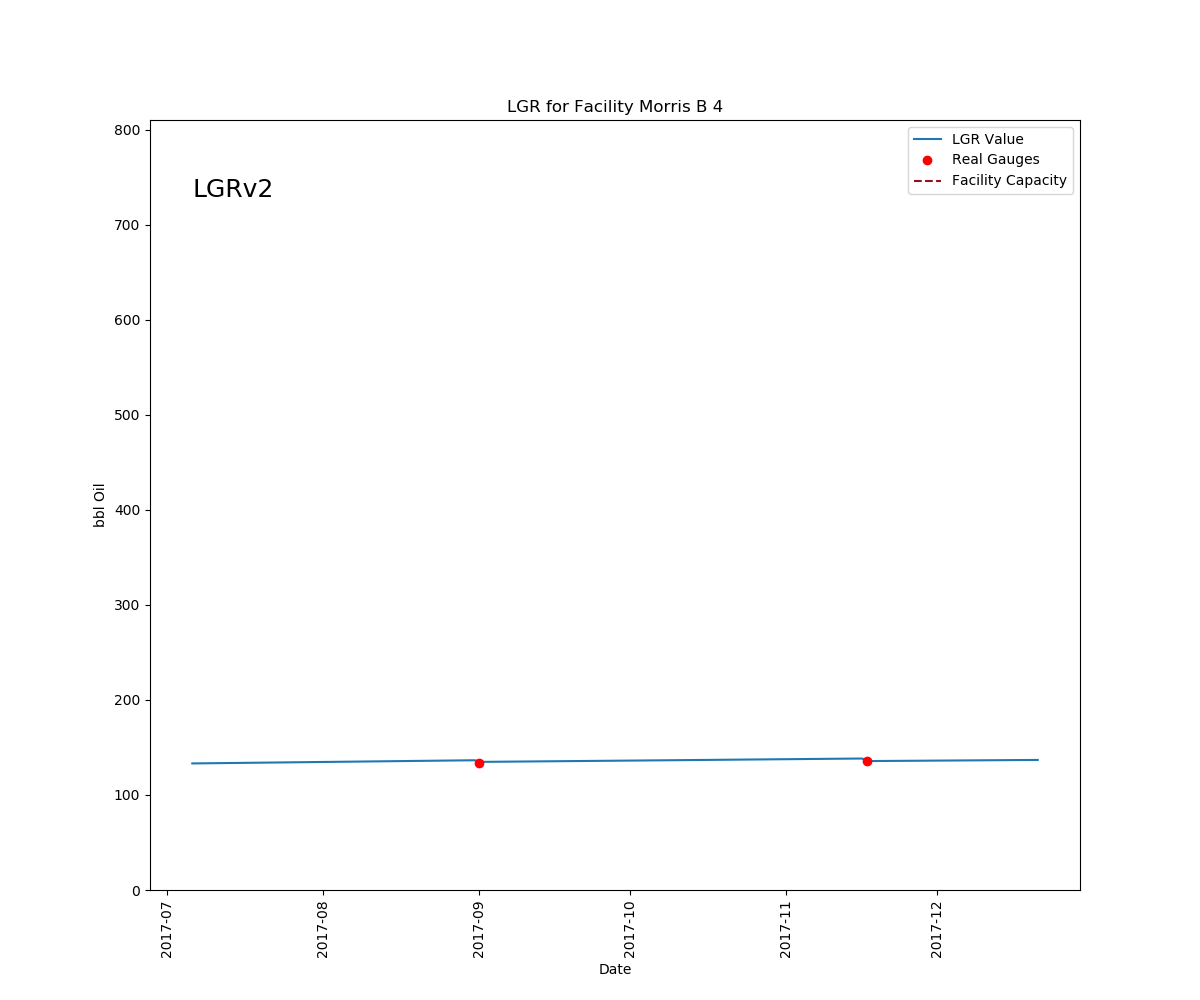 LGR for Facility Morris B 4
LGRv2
LGR Value
Real Gauges
Facility Capacity
bbl Oil
800
700
600
500
400
300
200
100
0
2017-07
2017-08
2017-09
2017-10
2017-11
2017-12
Date